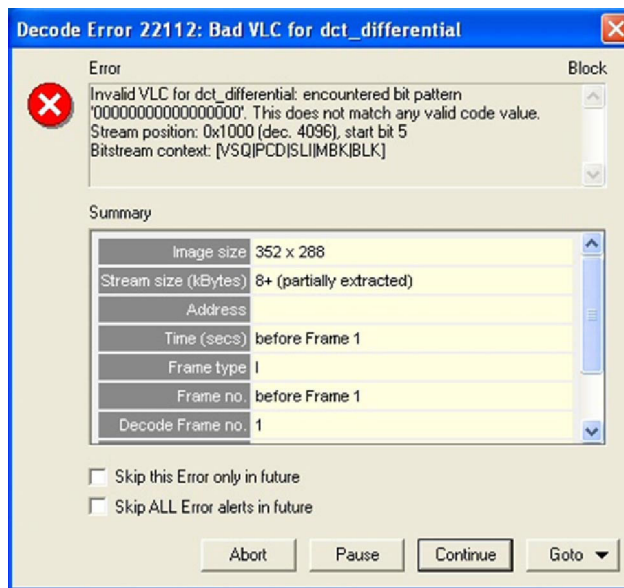 Decode Error 22112: Bad VLC for dct_differential
Error Block
Invalid VLC for dct_differential: encountered bit pattern
'00000000000000000'. This does not match any valid code value.
Stream position: 0x1000 (dec. 4096), start bit 5
Bitstream context: [VSQ|PCD|SLI|MBK|BLK]
Summary
Image size 352 x 288
Stream size (kBytes) 8+ (partially extracted)
Address
Time (secs) before Frame 1
Frame type I
Frame no. before Frame 1
Decode Frame no. 1
Skip this Error only in future
Skip ALL Error alerts in future
Abort Pause Continue Goto